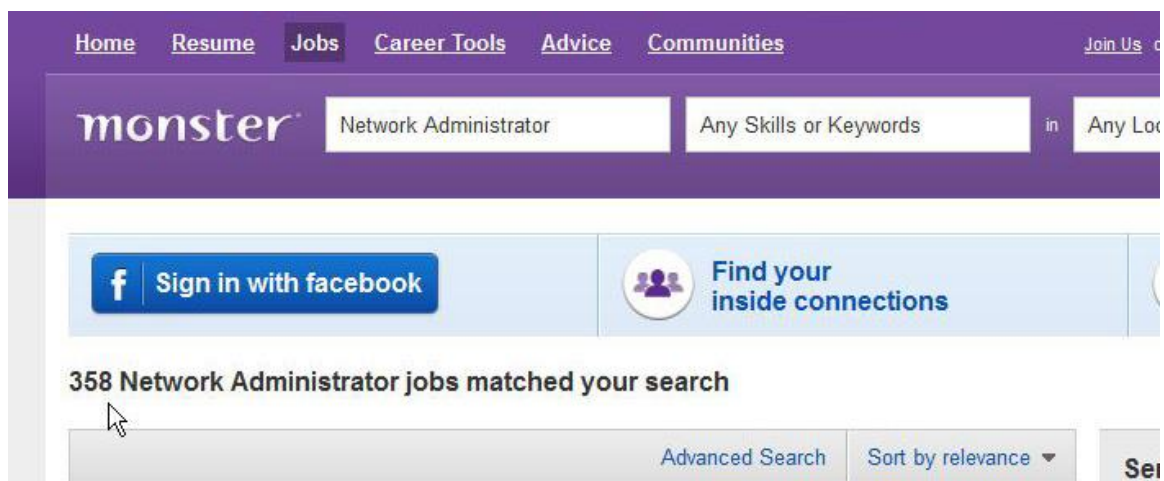 Home Resume Jobs Career Tools Advice Communities Join Us
monster Network Administrator Any Skills or Keywords in Any
f Sign in with facebook
Find your
inside connections
358 Network Administrator jobs matched your search
Advanced Search Sort by relevance